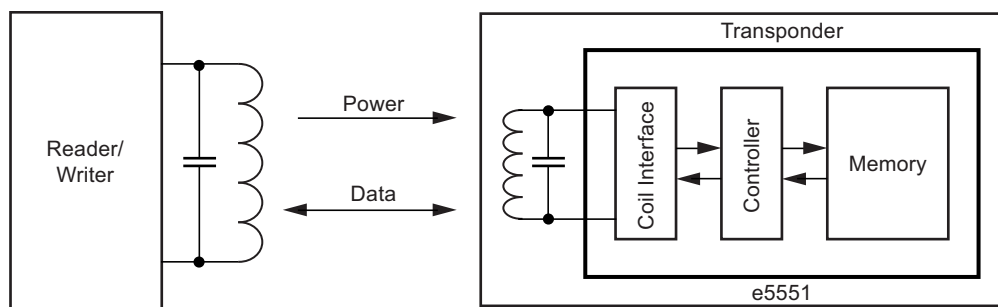 Transponder
Power
Reader/
Writer
Data
Coil Interface
Controller
Memory
e5551